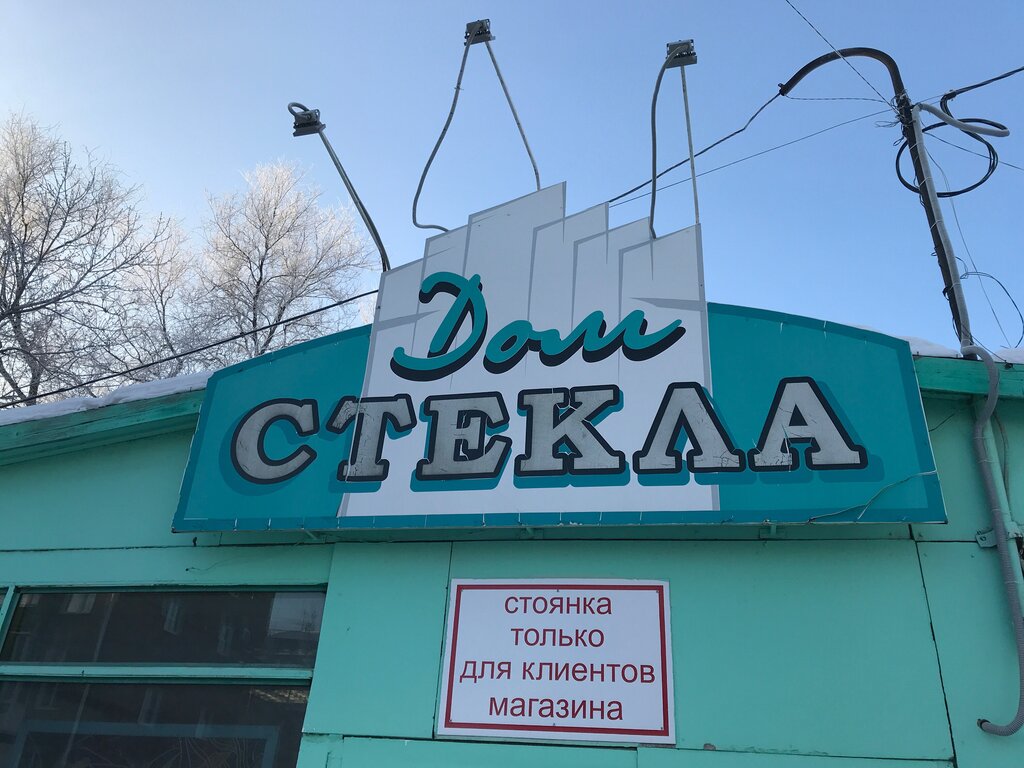 Дом
СТЕКЛА
стоянка
только
для клиентов
магазина